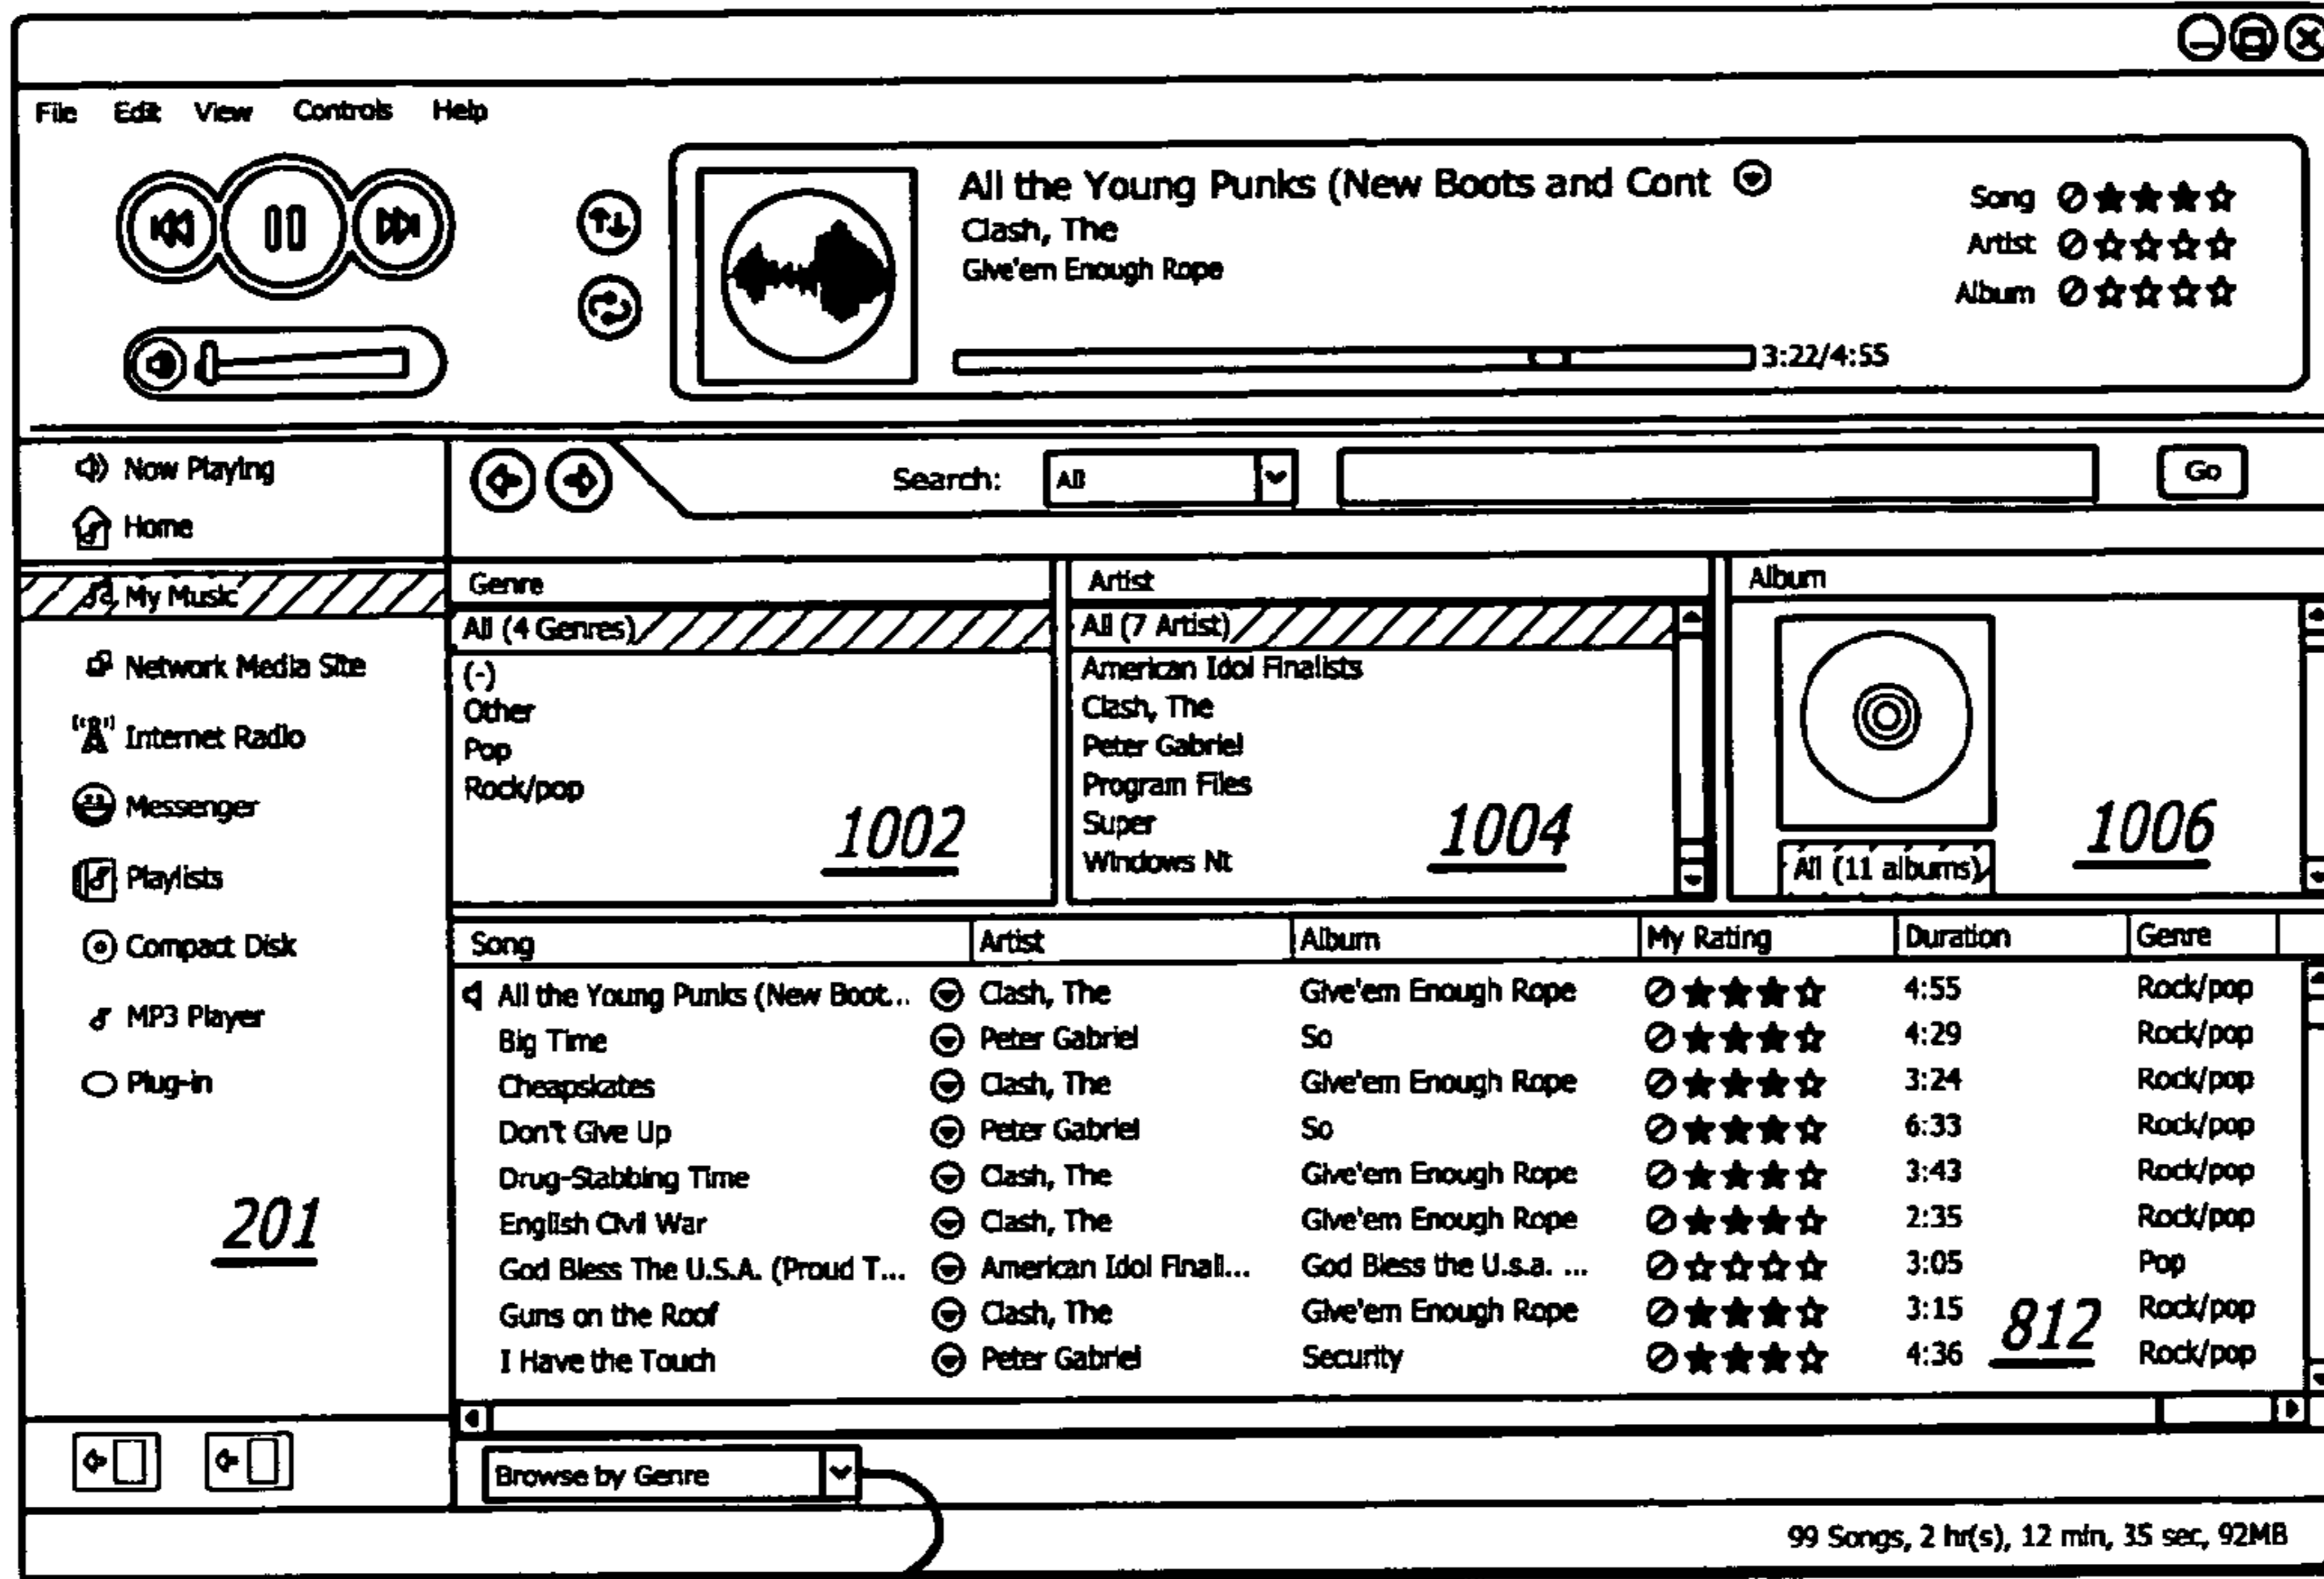 File Edit View Controls Help
All the Young Punks (New Boots and Cont
Clash, The
Give'em Enough Rope
Song
Artist
Album
3:22/4:55
Now Playing
Home
My Music
Network Media Site
Internet Radio
Messenger
Playlists
Compact Disk
MP3 Player
Plug-in
201
Search: All Go
Genre
All (4 Genres)
(-)
Other
Pop
Rock/pop
1002
Artist
All (7 Artist)
American Idol Finalists
Clash, The
Peter Gabriel
Program Files
Super
Windows Nt
1004
Album
All (11 albums)
1006
Song Artist Album My Rating Duration Genre
All the Young Punks (New Boot... Clash, The Give'em Enough Rope 4:55 Rock/pop
Big Time Peter Gabriel So 4:29 Rock/pop
Cheapskates Clash, The Give'em Enough Rope 3:24 Rock/pop
Don't Give Up Peter Gabriel So 6:33 Rock/pop
Drug-Stabbing Time Clash, The Give'em Enough Rope 3:43 Rock/pop
English Civil War Clash, The Give'em Enough Rope 2:35 Rock/pop
God Bless The U.S.A. (Proud T... American Idol Finali... God Bless the U.s.a. ... 3:05 Pop
Guns on the Roof Clash, The Give'em Enough Rope 3:15 Rock/pop
I Have the Touch Peter Gabriel Security 4:36 Rock/pop
812
Browse by Genre
99 Songs, 2 hr(s), 12 min, 35 sec, 92MB